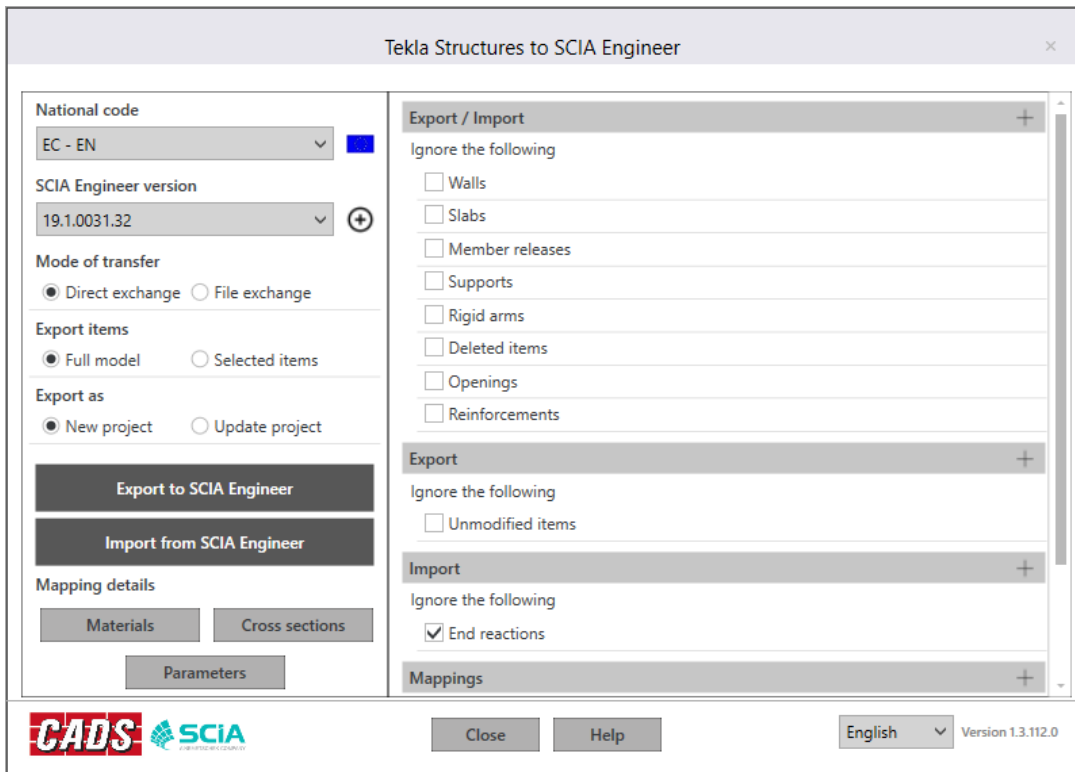 Tekla Structures to SCIA Engineer
National code
EC - EN
SCIA Engineer version
19.1.0031.32
Mode of transfer
Direct exchange
File exchange
Export items
Full model
Selected items
Export as
New project
Update project
Export to SCIA Engineer
Import from SCIA Engineer
Mapping details
Materials
Cross sections
Parameters
Export / Import
Ignore the following
Walls
Slabs
Member releases
Supports
Rigid arms
Deleted items
Openings
Reinforcements
Export
Ignore the following
Unmodified items
Import
Ignore the following
End reactions
Mappings
CADS
SCIA
Close
Help
English
Version 1.3.112.0